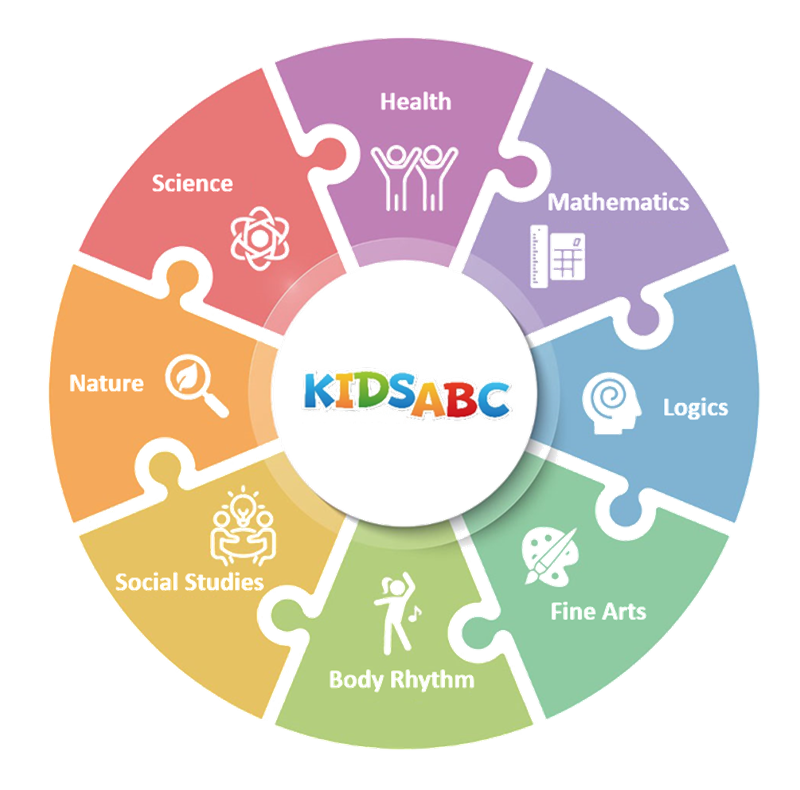 Health
Mathematics
Logics
Fine Arts
Body Rhythm
Social Studies
Nature
Science
KIDSABC